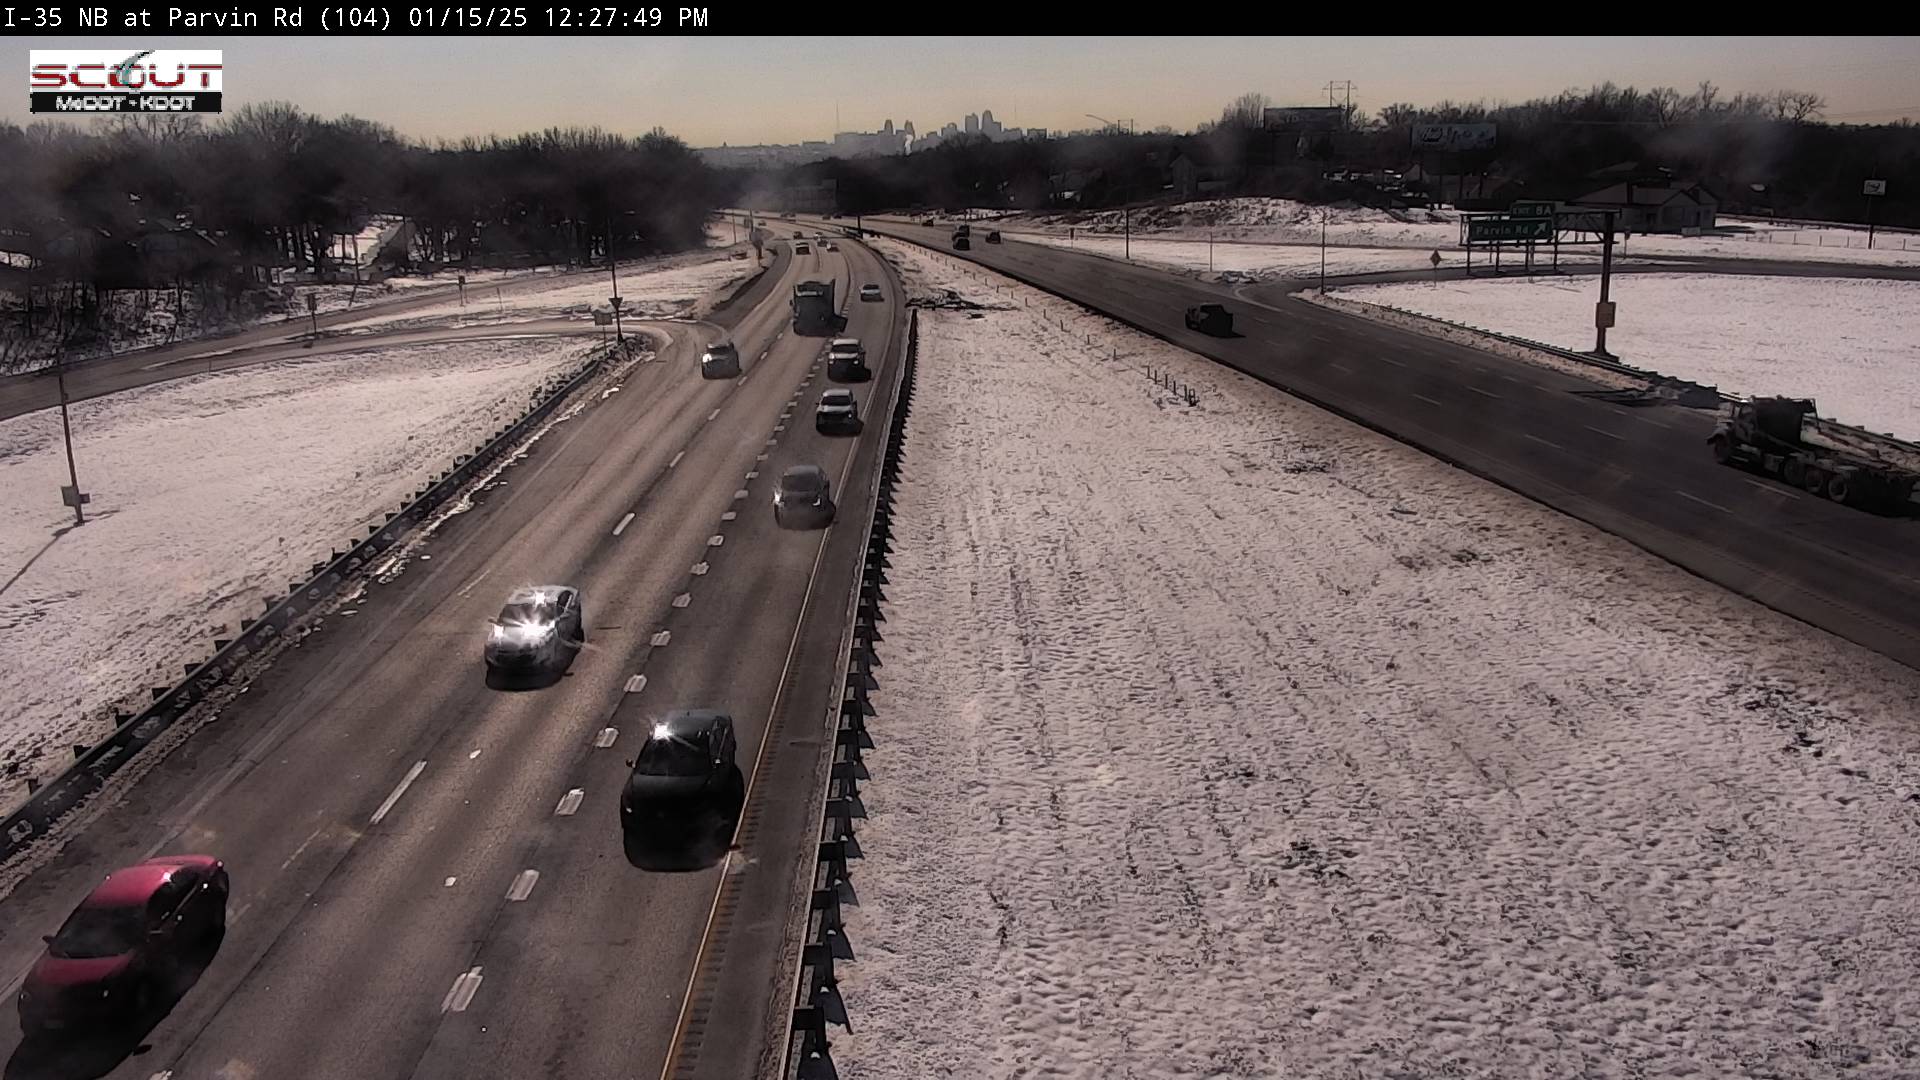 I-35 NB at Parvin Rd (104) 01/15/25 12:27:49 PM
SCOUT
MoDOT - KDOT
EXIT 8A
Parvin Rd